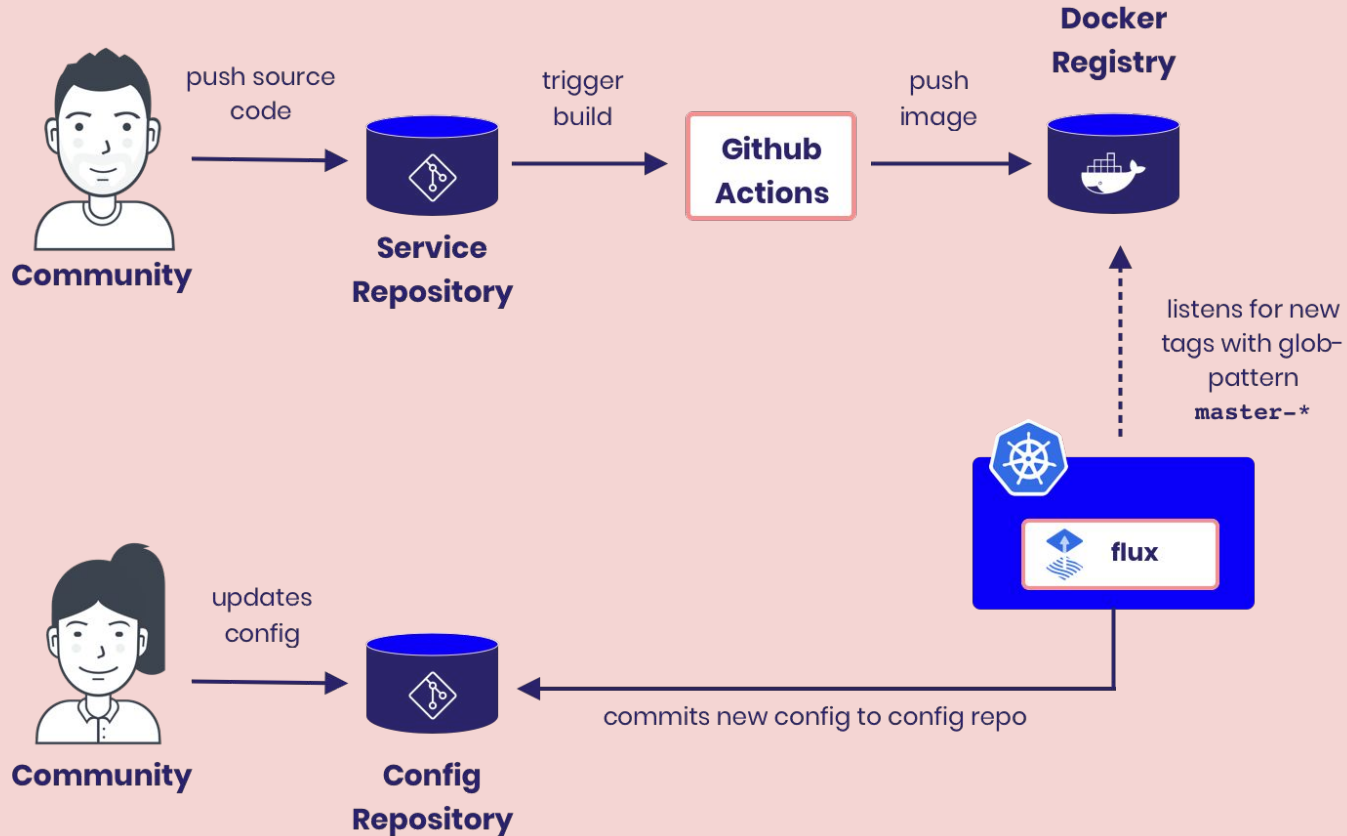 Docker
Registry
push source
code
trigger
build
push
image
Github
Actions
Community
Service
Repository
listens for new
tags with glob-
pattern
master-*
flux
updates
config
commits new config to config repo
Community
Config
Repository